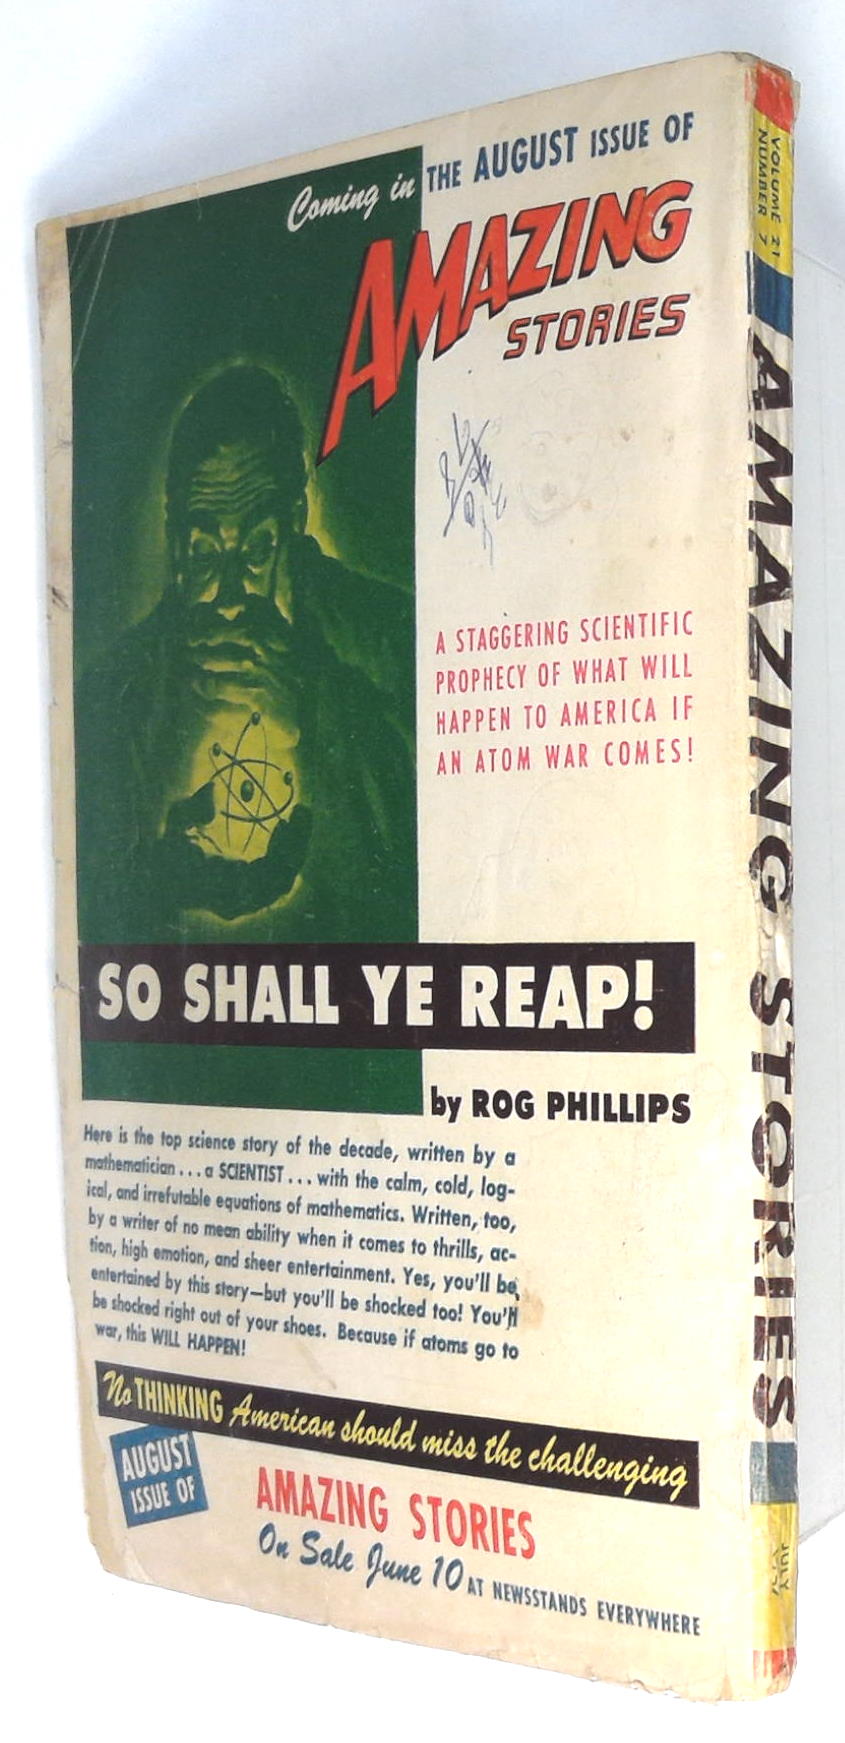 Coming in THE AUGUST ISSUE OF
AMAZING
STORIES
A STAGGERING SCIENTIFIC
PROPHECY OF WHAT WILL
HAPPEN TO AMERICA IF
AN ATOM WAR COMES!
SO SHALL YE REAP!
by ROG PHILLIPS
Here is the top science story of the decade, written by a
mathematician . . . a SCIENTIST . . . with the calm, cold, log-
ical, and irrefutable equations of mathematics. Written, too,
by a writer of no mean ability when it comes to thrills, ac-
tion, high emotion, and sheer entertainment. Yes, you'll be
entertained by this story—but you'll be shocked too! You'll
be shocked right out of your shoes. Because if atoms go to
war, this WILL HAPPEN!
No THINKING American should miss the challenging
AUGUST
ISSUE OF
AMAZING STORIES
On Sale June 10 AT NEWSSTANDS EVERYWHERE
VOLUME 21
NUMBER 7
AMAZING STORIES
JULY